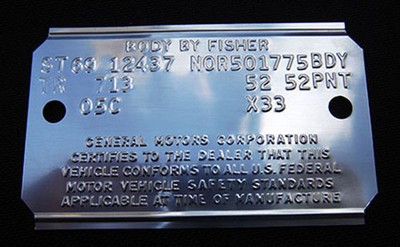 BODY BY FISHER
ST69 12437 NOR501775BDY
TR 713 52 52PNT
05C X33
GENERAL MOTORS CORPORATION
CERTIFIES TO THE DEALER THAT THIS
VEHICLE CONFORMS TO ALL U.S. FEDERAL
MOTOR VEHICLE SAFETY STANDARDS
APPLICABLE AT TIME OF MANUFACTURE